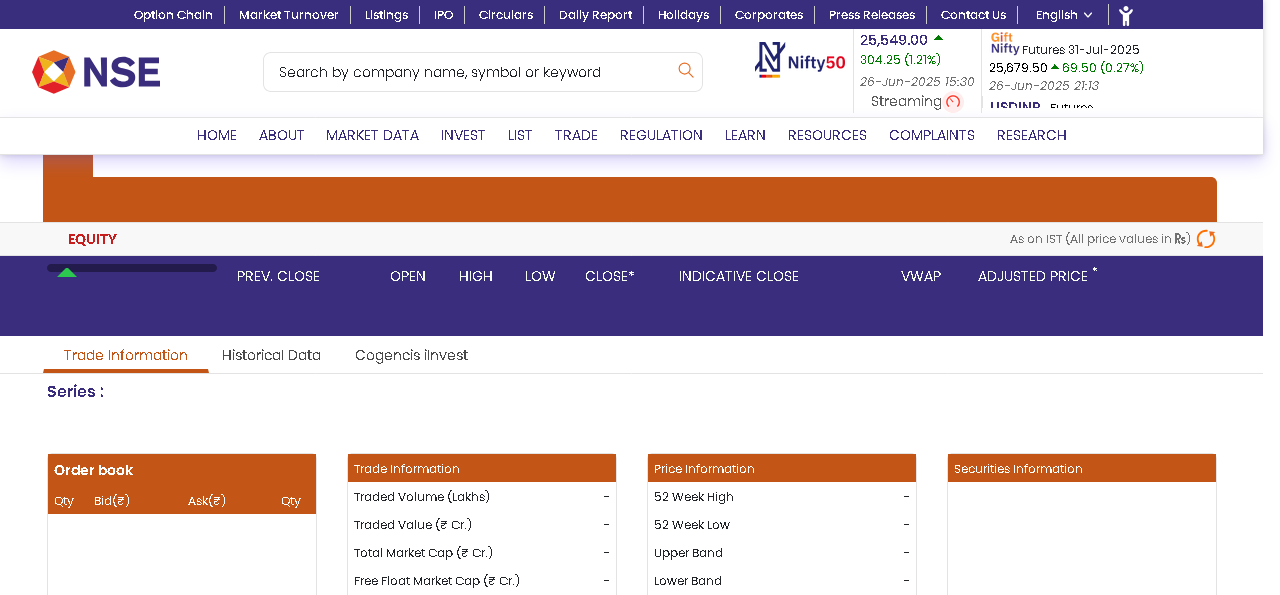 Option Chain
Market Turnover
Listings
IPO
Circulars
Daily Report
Holidays
Corporates
Press Releases
Contact Us
English
NSE
Search by company name, symbol or keyword
Nifty50
25,549.00
304.25 (1.21%)
26-Jun-2025 15:30
Streaming
Gift
Nifty Futures 31-Jul-2025
25,679.50 69.50 (0.27%)
26-Jun-2025 21:13
USDINR Futures
HOME ABOUT MARKET DATA INVEST LIST TRADE REGULATION LEARN RESOURCES COMPLAINTS RESEARCH
EQUITY
As on IST (All price values in ₨)
PREV. CLOSE OPEN HIGH LOW CLOSE* INDICATIVE CLOSE VWAP ADJUSTED PRICE *
Trade Information Historical Data Cogencis iInvest
Series :
Order book
Qty Bid(₹) Ask(₹) Qty
Trade Information
Traded Volume (Lakhs) -
Traded Value (₹ Cr.) -
Total Market Cap (₹ Cr.) -
Free Float Market Cap (₹ Cr.) -
Price Information
52 Week High -
52 Week Low -
Upper Band -
Lower Band -
Securities Information